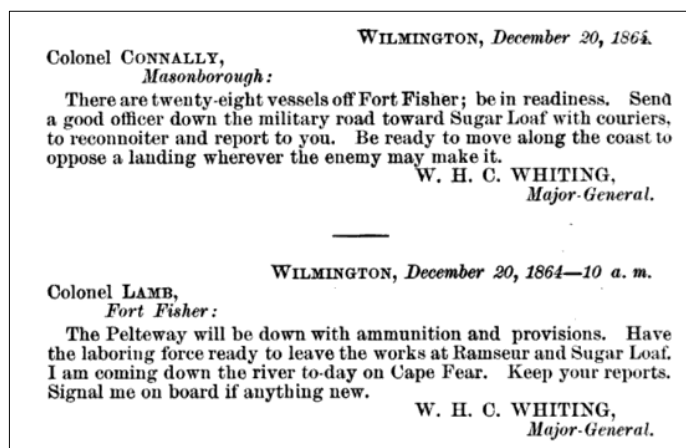 WILMINGTON, December 20, 1864.
Colonel CONNALLY,
Masonborough:
There are twenty-eight vessels off Fort Fisher; be in readiness. Send
a good officer down the military road toward Sugar Loaf with couriers,
to reconnoiter and report to you. Be ready to move along the coast to
oppose a landing wherever the enemy may make it.
W. H. C. WHITING,
Major-General.
WILMINGTON, December 20, 1864—10 a. m.
Colonel LAMB,
Fort Fisher:
The Pelteway will be down with ammunition and provisions. Have
the laboring force ready to leave the works at Ramseur and Sugar Loaf.
I am coming down the river to-day on Cape Fear. Keep your reports.
Signal me on board if anything new.
W. H. C. WHITING,
Major-General.